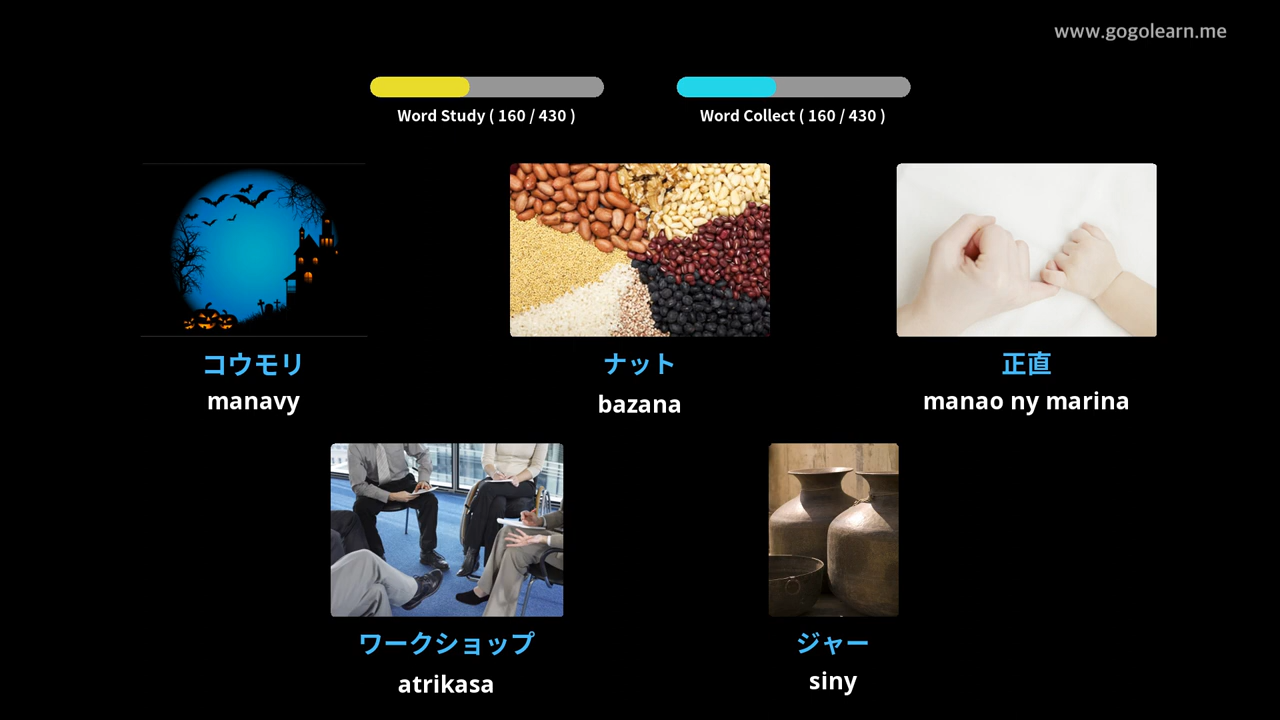 www.gogolearn.me
Word Study ( 160 / 430 )
Word Collect ( 160 / 430 )
コウモリ
manavy
ナット
bazana
正直
manao ny marina
ワークショップ
atrikasa
ジャー
siny